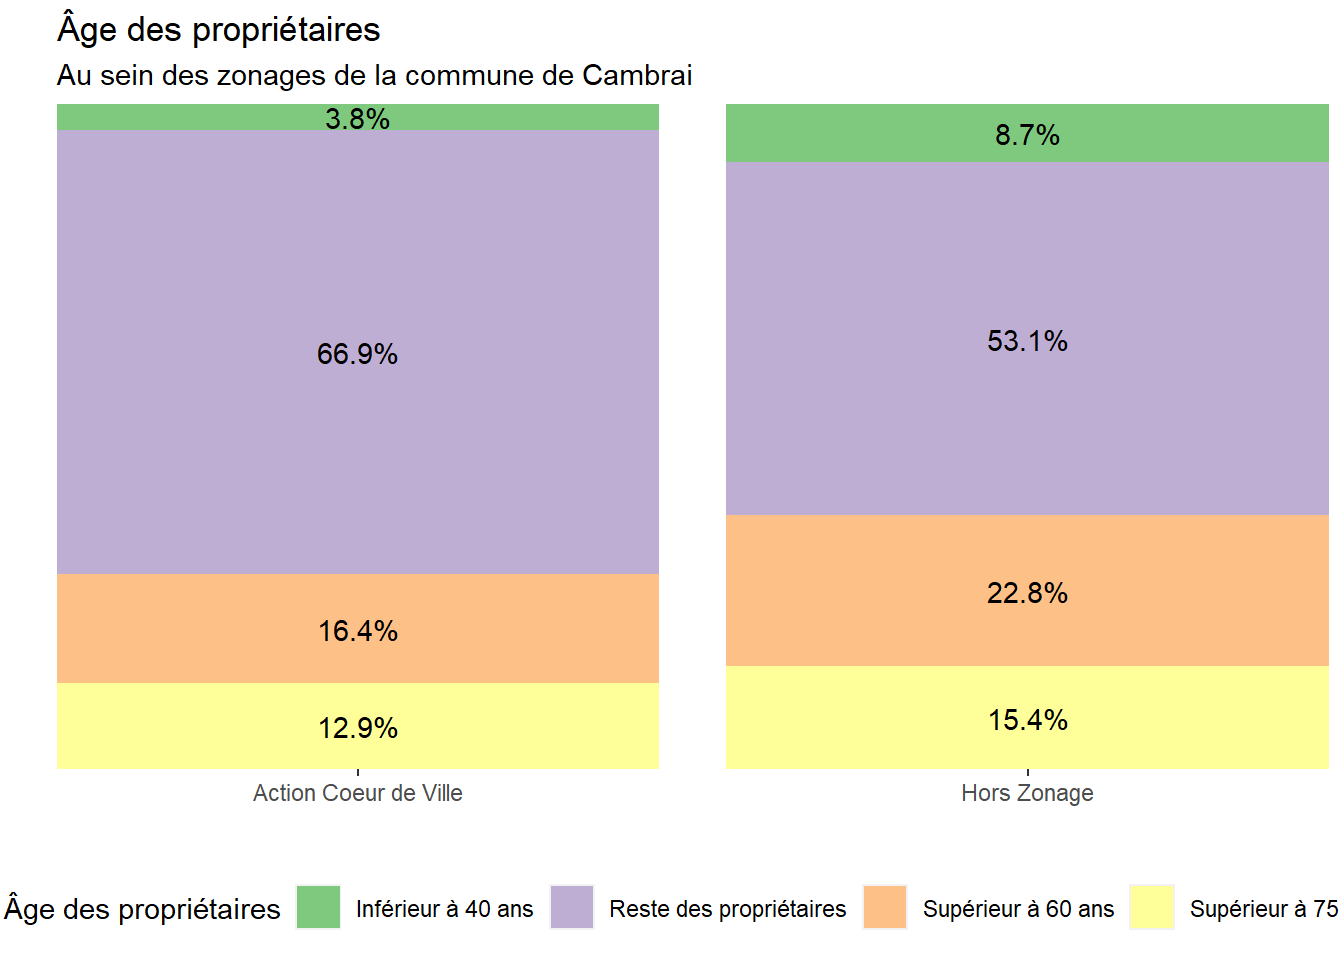 Âge des propriétaires
Au sein des zonages de la commune de Cambrai
3.8%
8.7%
66.9%
53.1%
16.4%
22.8%
12.9%
15.4%
Action Coeur de Ville
Hors Zonage
Âge des propriétaires Inférieur à 40 ans Reste des propriétaires Supérieur à 60 ans Supérieur à 75